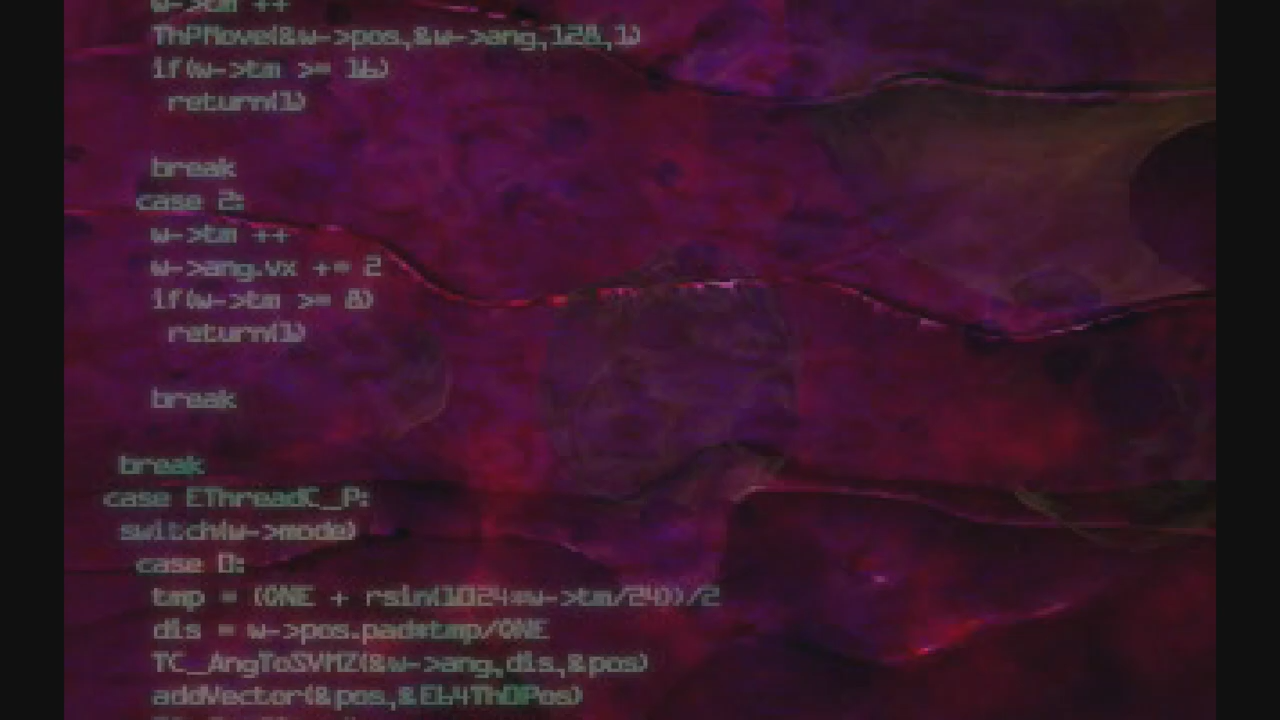 w->tm ++
ThPMove(&w->pos,&w->ang,128,1)
if(w->tm >= 16)
return(1)
break
case 2:
w->tm ++
w->ang.vx += 2
if(w->tm >= 8)
return(1)
break
break
case EThreadC_P:
switch(w->mode)
case 0:
tmp = (ONE + rsin(1024*w->tm/24))/2
dis = w->pos.pad*tmp/ONE
TC_AngToSVMZ(&w->ang,dis,&pos)
addVector(&pos,&Eb4Th0Pos)